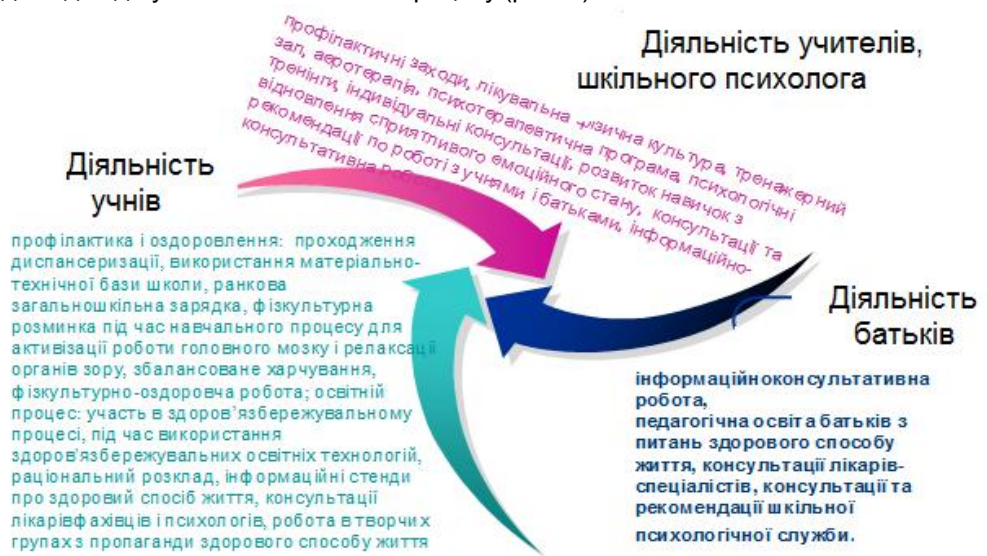 Діяльність учителів,
шкільного психолога
профілактичні заходи, лікувальна фізична культура, тренажерний
зал, аеротерапія, психотерапевтична програма, психологічні
тренінги, індивідуальні консультації, розвиток навичок з
відновлення сприятливого емоційного стану, консультації та
рекомендації по роботі з учнями і батьками, інформаційно-
консультативна робота
Діяльність
учнів
профілактика і оздоровлення: проходження
диспансеризації, використання матеріально-
технічної бази школи, ранкова
загальношкільна зарядка, фізкультурна
розминка під час навчального процесу для
активізації роботи головного мозку і релаксації
органів зору, збалансоване харчування,
фізкультурно-оздоровча робота; освітній
процес: участь в здоров’язбережувальному
процесі, під час використання
здоров’язбережувальних освітніх технологій,
раціональний розклад, інформаційні стенди
про здоровий спосіб життя, консультації
лікарівфахівців і психологів, робота в творчих
групах з пропаганди здорового способу життя
Діяльність
батьків
інформаційноконсультативна
робота,
педагогічна освіта батьків з
питань здорового способу
життя, консультації лікарів-
спеціалістів, консультації та
рекомендації шкільної
психологічної служби.